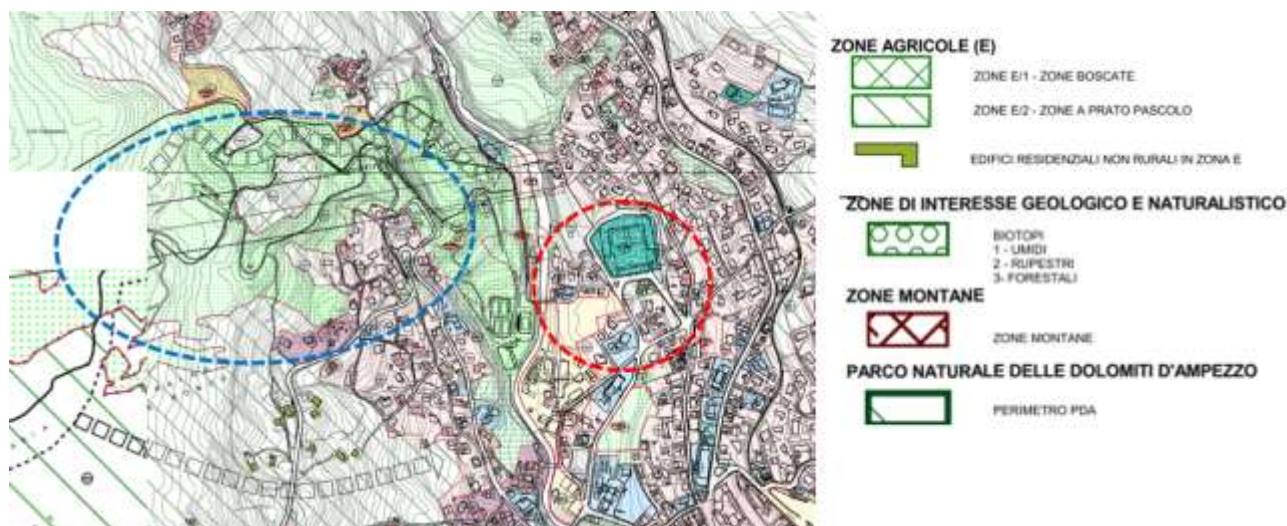 ZONE AGRICOLE (E)
ZONE E/1 - ZONE BOSCATE
ZONE E/2 - ZONE A PRATO PASCOLO
EDIFICI RESIDENZIALI NON RURALI IN ZONA E
ZONE DI INTERESSE GEOLOGICO E NATURALISTICO
BIOTOPI
1 - UMIDI
2 - RUPESTRI
3- FORESTALI
ZONE MONTANE
ZONE MONTANE
PARCO NATURALE DELLE DOLOMITI D'AMPEZZO
PERIMETRO PDA